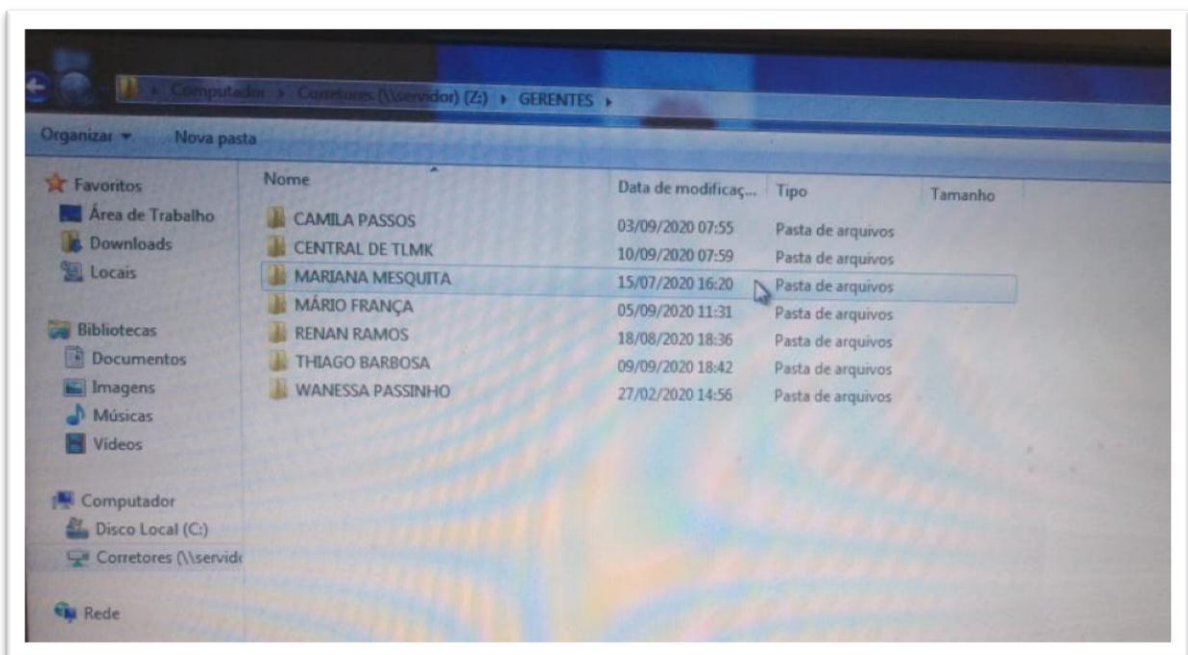 Computador ▸ Corretores (\\servidor) (Z:) ▸ GERENTES ▸
Organizar Nova pasta
Favoritos
Área de Trabalho
Downloads
Locais
Bibliotecas
Documentos
Imagens
Músicas
Vídeos
Computador
Disco Local (C:)
Corretores (\\servid
Rede
Nome Data de modificaç... Tipo Tamanho
CAMILA PASSOS 03/09/2020 07:55 Pasta de arquivos
CENTRAL DE TLMK 10/09/2020 07:59 Pasta de arquivos
MARIANA MESQUITA 15/07/2020 16:20 Pasta de arquivos
MÁRIO FRANÇA 05/09/2020 11:31 Pasta de arquivos
RENAN RAMOS 18/08/2020 18:36 Pasta de arquivos
THIAGO BARBOSA 09/09/2020 18:42 Pasta de arquivos
WANESSA PASSINHO 27/02/2020 14:56 Pasta de arquivos